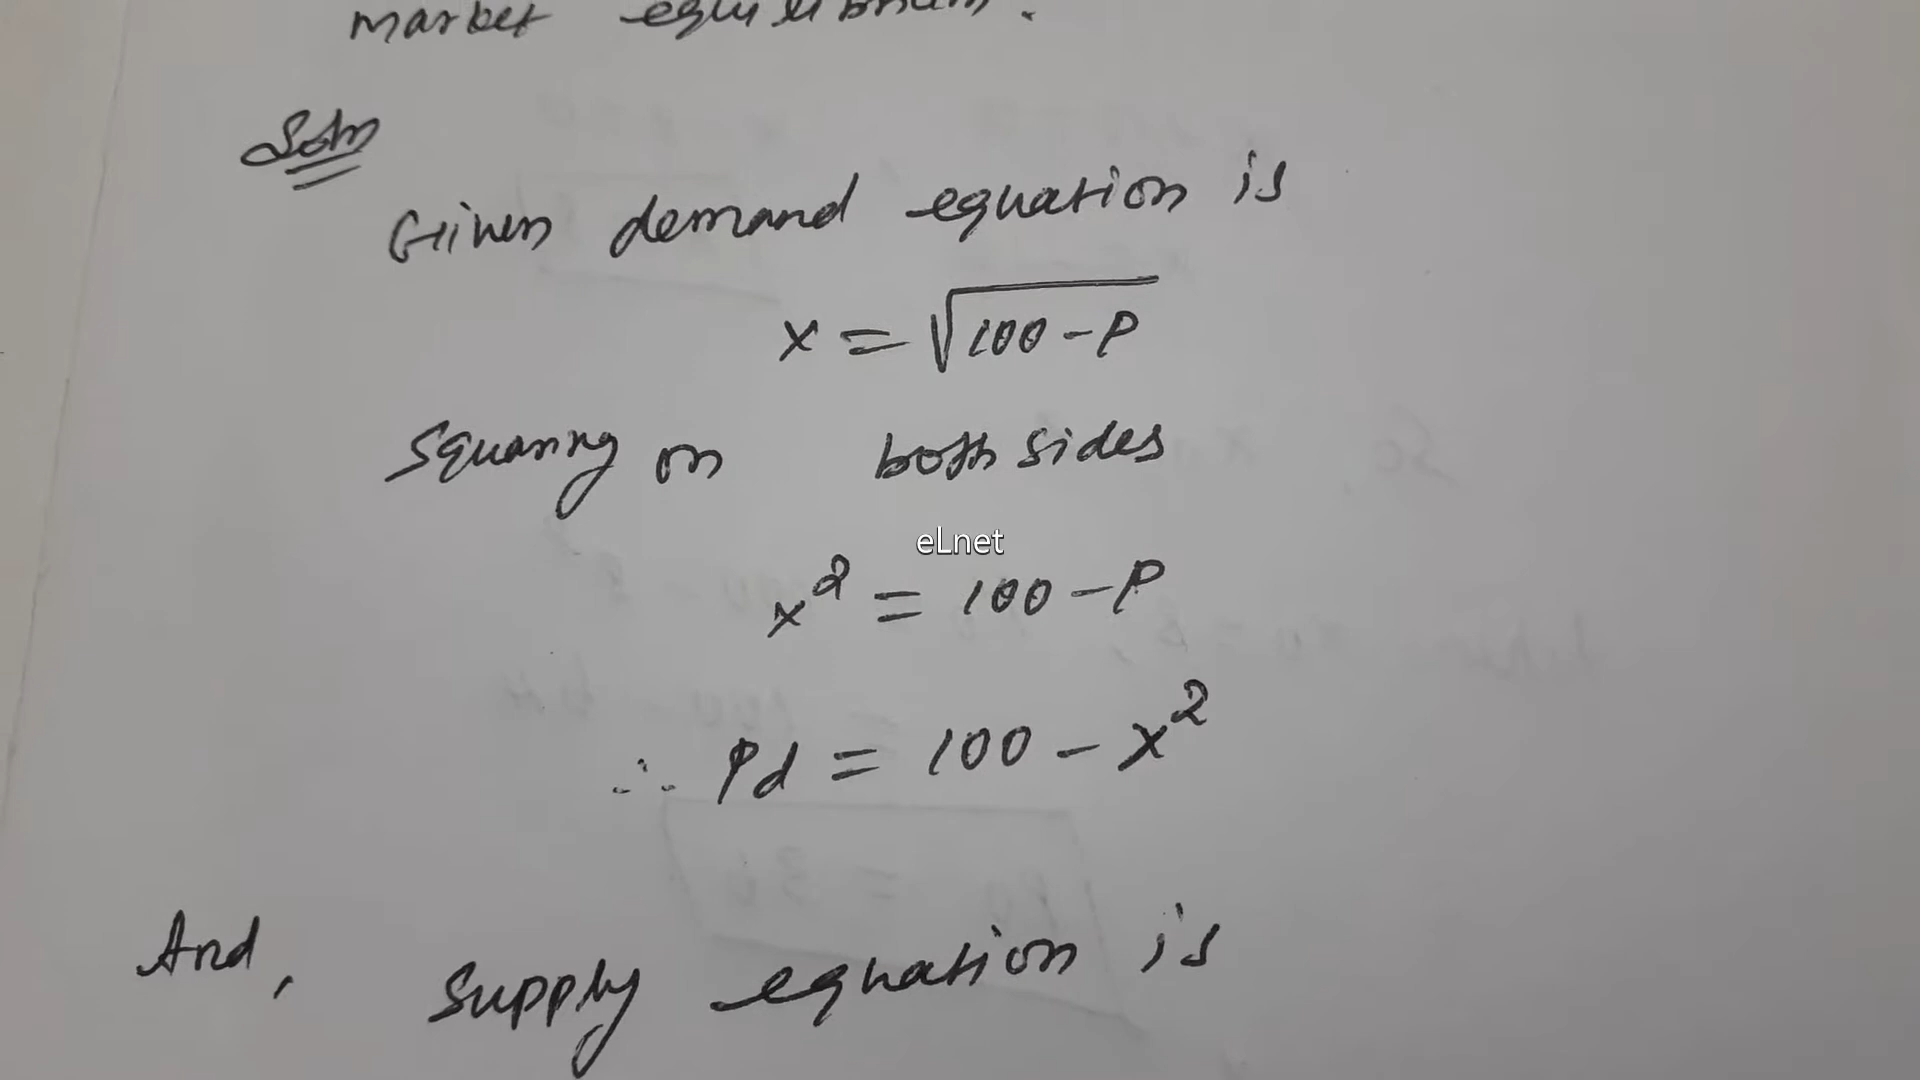 market equilibrium.
Soln
Given demand equation is
x = √100 - P
Squaring on both sides
eLnet
x² = 100 - P
∴ Pd = 100 - x²
And, supply equation is